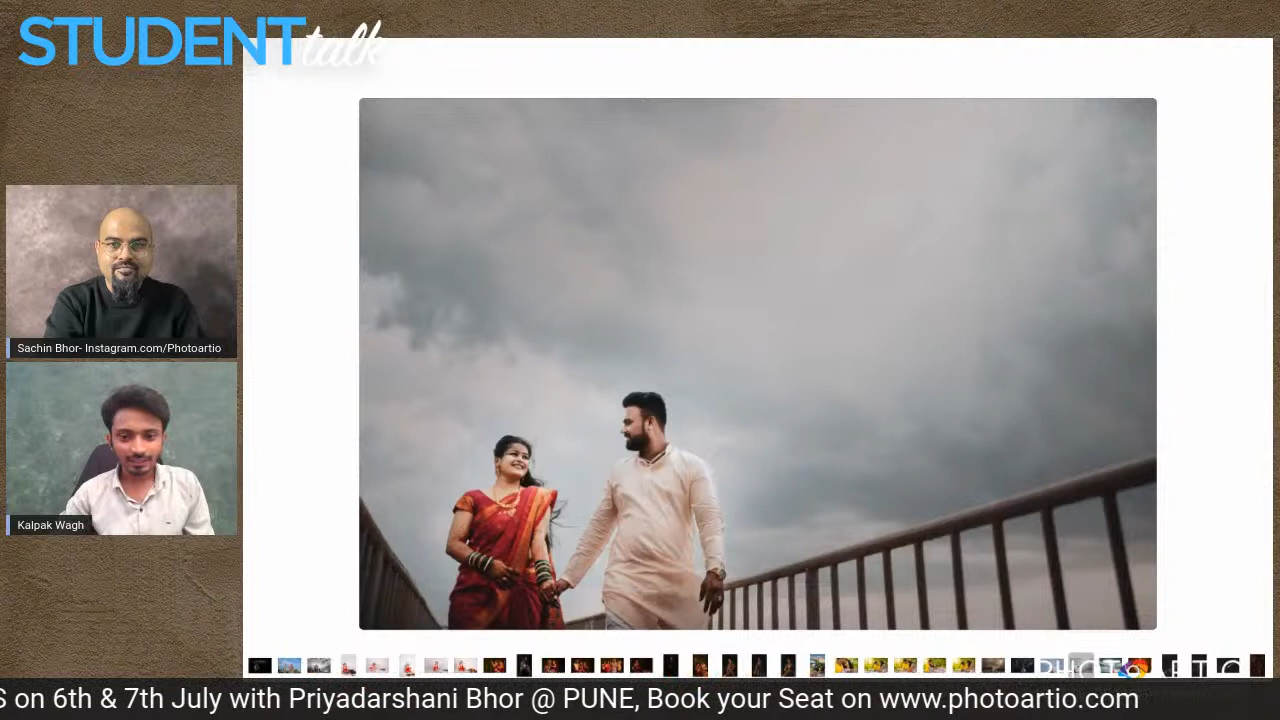 STUDENT talk
Sachin Bhor- Instagram.com/Photoartio
Kalpak Wagh
S on 6th & 7th July with Priyadarshani Bhor @ PUNE, Book your Seat on www.photoartio.com